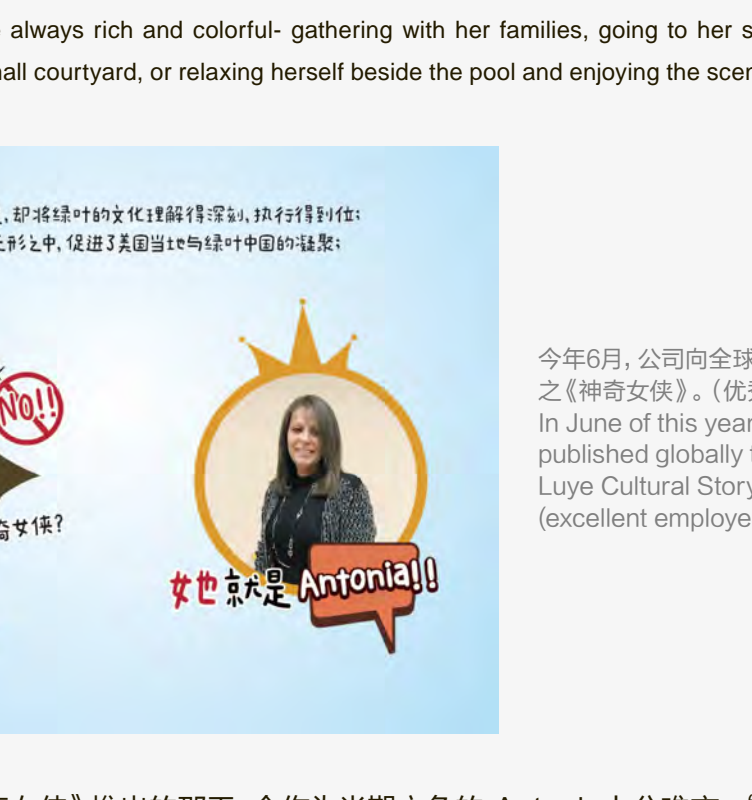 always rich and colorful- gathering with her families, going to her s
all courtyard, or relaxing herself beside the pool and enjoying the scen
,却将绿叶的文化理解得深刻,执行得到位;
形之中,促进了美国当地与绿叶中国的凝聚;
NO!!
女侠?
她就是 Antonia!!
今年6月, 公司向全球
之《神奇女侠》。(优
In June of this year
published globally
Luye Cultural Story
(excellent employe